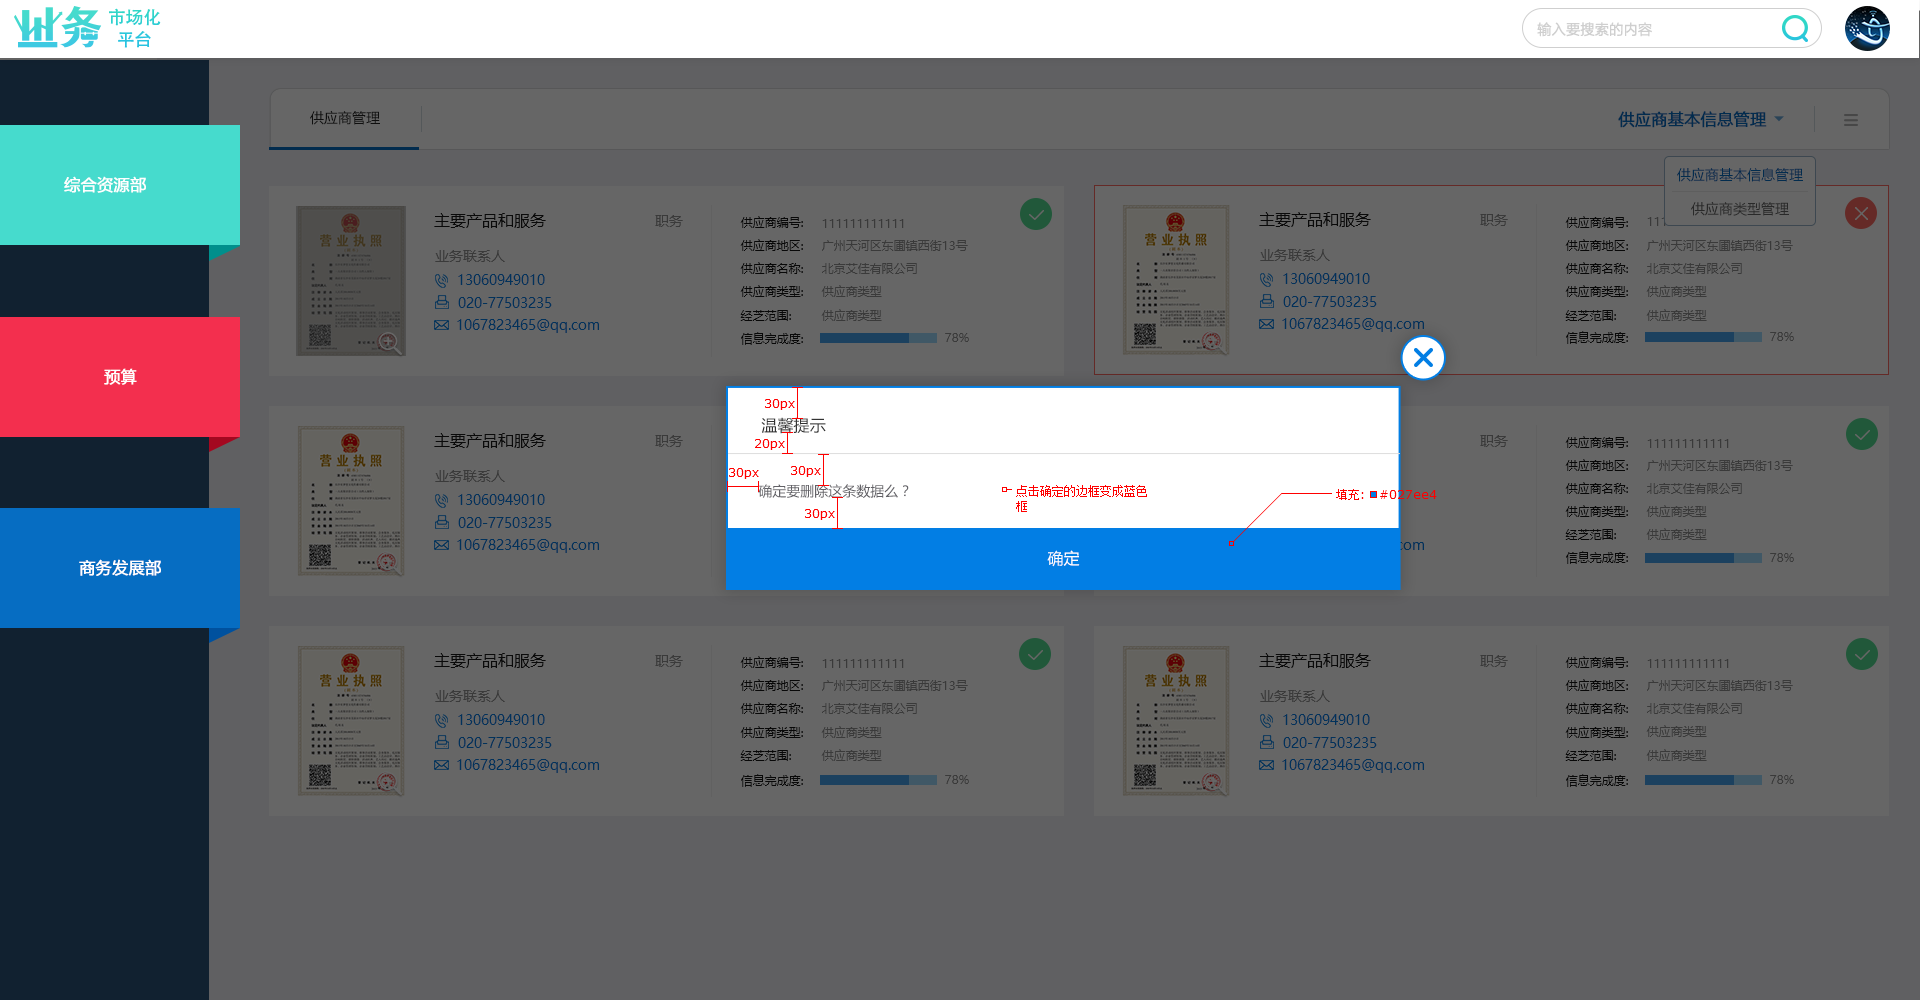 业务 市场化
平台
输入要搜索的内容
综合资源部
预算
商务发展部
供应商管理
供应商基本信息管理
供应商基本信息管理
供应商类型管理
营业执照
主要产品和服务 职务
业务联系人
13060949010
020-77503235
1067823465@qq.com
供应商编号: 111111111111
供应商地区: 广州天河区东圃镇西街13号
供应商名称: 北京艾佳有限公司
供应商类型: 供应商类型
经芝范围: 供应商类型
信息完成度: 78%
营业执照
主要产品和服务 职务
业务联系人
13060949010
020-77503235
1067823465@qq.com
供应商编号: 11
供应商地区: 广州天河区东圃镇西街13号
供应商名称: 北京艾佳有限公司
供应商类型: 供应商类型
经芝范围: 供应商类型
信息完成度: 78%
营业执照
主要产品和服务 职务
业务联系人
13060949010
020-77503235
1067823465@qq.com
30px
温馨提示
20px
30px
30px
确定要删除这条数据么？
30px
点击确定的边框变成蓝色
框
填充: #027ee4
确定
职务
com
供应商编号: 111111111111
供应商地区: 广州天河区东圃镇西街13号
供应商名称: 北京艾佳有限公司
供应商类型: 供应商类型
经芝范围: 供应商类型
信息完成度: 78%
营业执照
主要产品和服务 职务
业务联系人
13060949010
020-77503235
1067823465@qq.com
供应商编号: 111111111111
供应商地区: 广州天河区东圃镇西街13号
供应商名称: 北京艾佳有限公司
供应商类型: 供应商类型
经芝范围: 供应商类型
信息完成度: 78%
营业执照
主要产品和服务 职务
业务联系人
13060949010
020-77503235
1067823465@qq.com
供应商编号: 111111111111
供应商地区: 广州天河区东圃镇西街13号
供应商名称: 北京艾佳有限公司
供应商类型: 供应商类型
经芝范围: 供应商类型
信息完成度: 78%